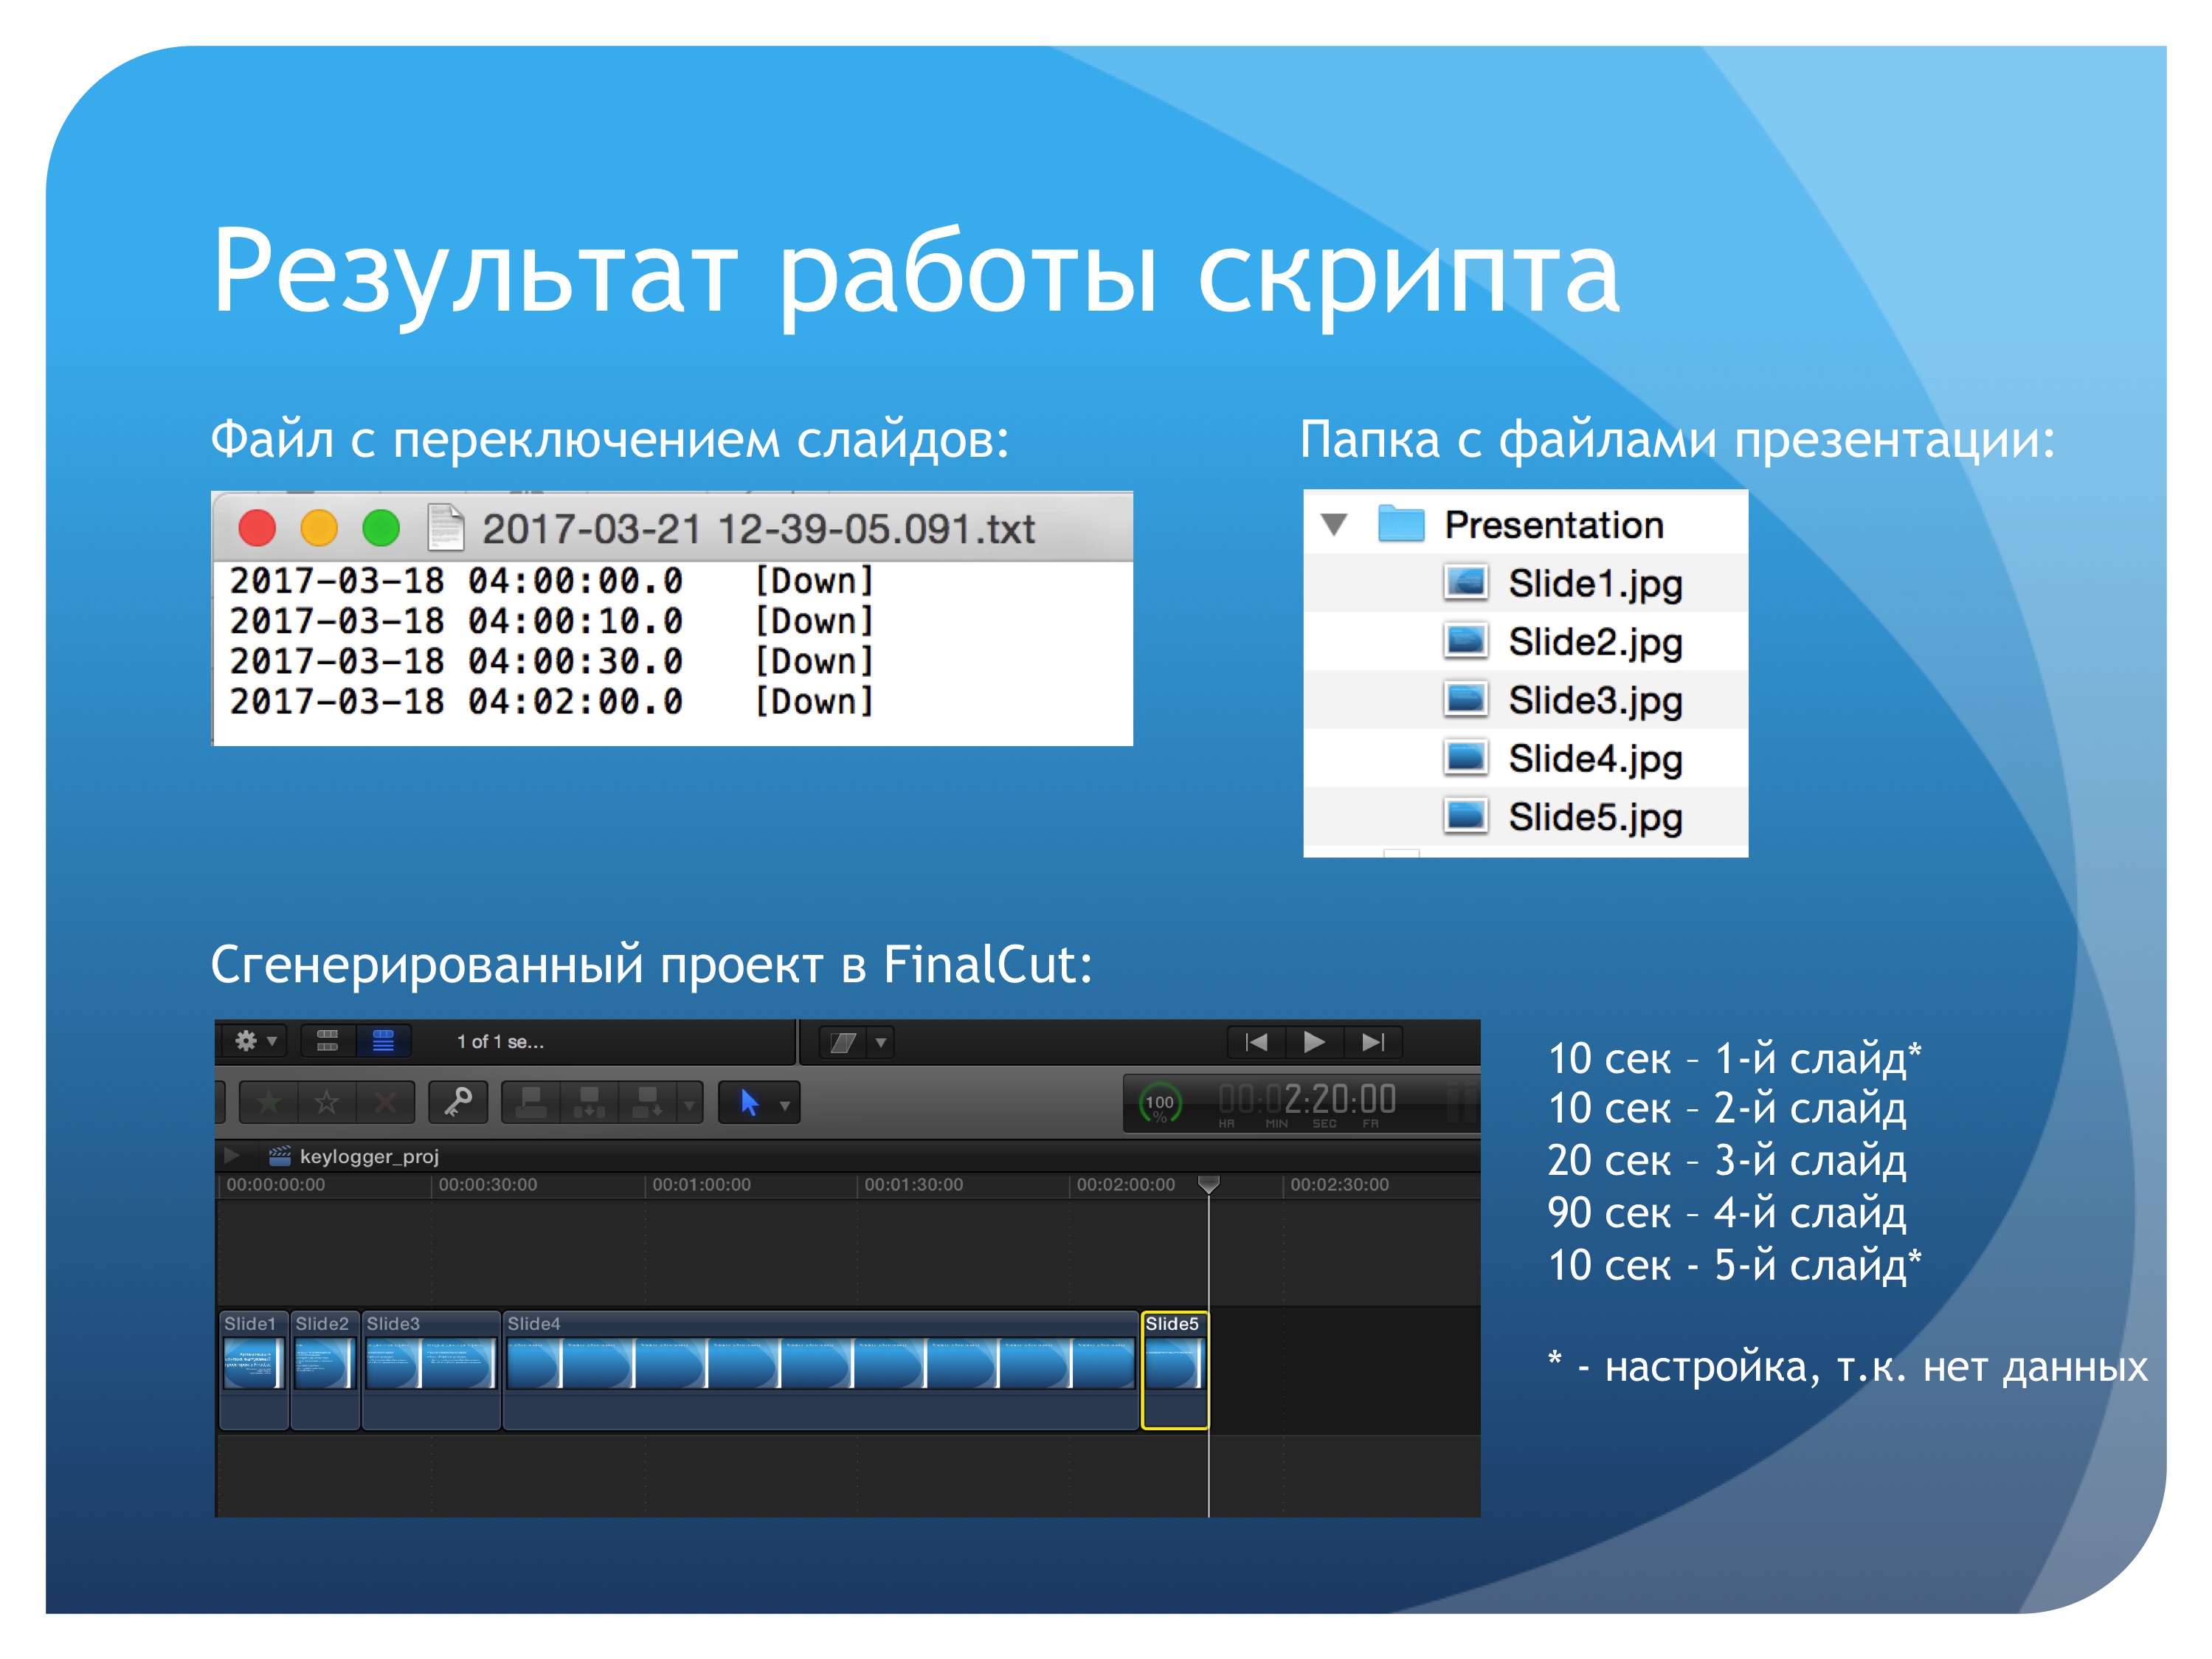 Результат работы скрипта
Файл с переключением слайдов:
2017-03-21 12-39-05.091.txt
2017-03-18 04:00:00.0 [Down]
2017-03-18 04:00:10.0 [Down]
2017-03-18 04:00:30.0 [Down]
2017-03-18 04:02:00.0 [Down]
Папка с файлами презентации:
Presentation
Slide1.jpg
Slide2.jpg
Slide3.jpg
Slide4.jpg
Slide5.jpg
Сгенерированный проект в FinalCut:
1 of 1 se...
100 %
00:02:20:00
HR MIN SEC FR
keylogger_proj
00:00:00:00 00:00:30:00 00:01:00:00 00:01:30:00 00:02:00:00 00:02:30:00
Slide1 Slide2 Slide3 Slide4 Slide5
10 сек – 1-й слайд*
10 сек – 2-й слайд
20 сек – 3-й слайд
90 сек – 4-й слайд
10 сек - 5-й слайд*
* - настройка, т.к. нет данных